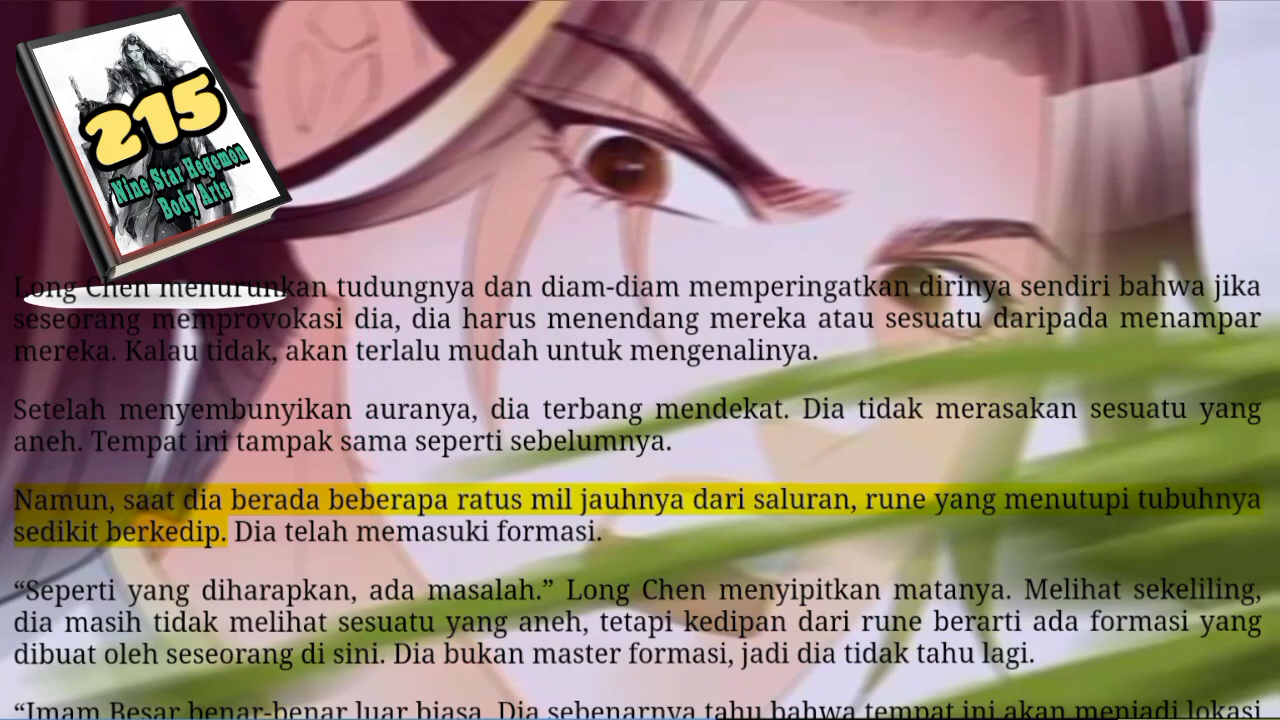 215
Nine Star Hegemon
Body Arts
Long Chen menurunkan tudungnya dan diam-diam memperingatkan dirinya sendiri bahwa jika
seseorang memprovokasi dia, dia harus menendang mereka atau sesuatu daripada menampar
mereka. Kalau tidak, akan terlalu mudah untuk mengenalinya.
Setelah menyembunyikan auranya, dia terbang mendekat. Dia tidak merasakan sesuatu yang
aneh. Tempat ini tampak sama seperti sebelumnya.
Namun, saat dia berada beberapa ratus mil jauhnya dari saluran, rune yang menutupi tubuhnya
sedikit berkedip. Dia telah memasuki formasi.
“Seperti yang diharapkan, ada masalah.” Long Chen menyipitkan matanya. Melihat sekeliling,
dia masih tidak melihat sesuatu yang aneh, tetapi kedipan dari rune berarti ada formasi yang
dibuat oleh seseorang di sini. Dia bukan master formasi, jadi dia tidak tahu lagi.
“Imam Besar benar-benar luar biasa. Dia sebenarnya tahu bahwa tempat ini akan menjadi lokasi